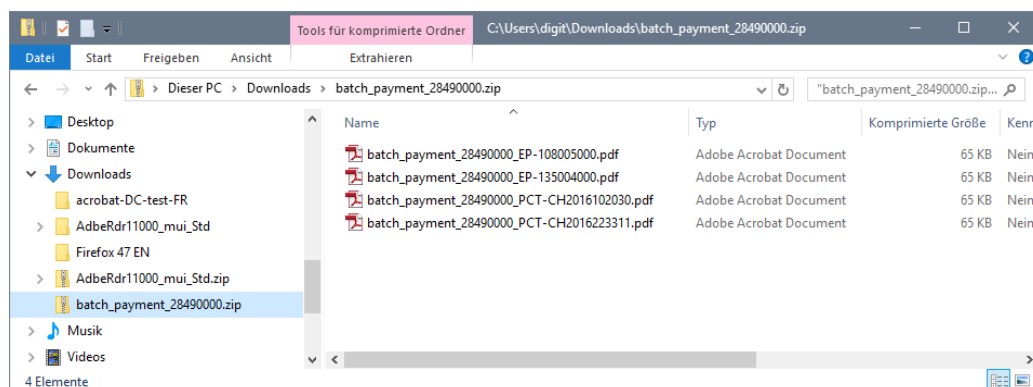 Tools für komprimierte Ordner C:\Users\digit\Downloads\batch_payment_28490000.zip
Datei Start Freigeben Ansicht Extrahieren
Dieser PC > Downloads > batch_payment_28490000.zip "batch_payment_28490000.zip...
Desktop
Dokumente
Downloads
acrobat-DC-test-FR
AdbeRdr11000_mui_Std
Firefox 47 EN
AdbeRdr11000_mui_Std.zip
batch_payment_28490000.zip
Musik
Videos
Name Typ Komprimierte Größe Kenn
batch_payment_28490000_EP-108005000.pdf Adobe Acrobat Document 65 KB Nein
batch_payment_28490000_EP-135004000.pdf Adobe Acrobat Document 65 KB Nein
batch_payment_28490000_PCT-CH2016102030.pdf Adobe Acrobat Document 65 KB Nein
batch_payment_28490000_PCT-CH2016223311.pdf Adobe Acrobat Document 65 KB Nein
4 Elemente